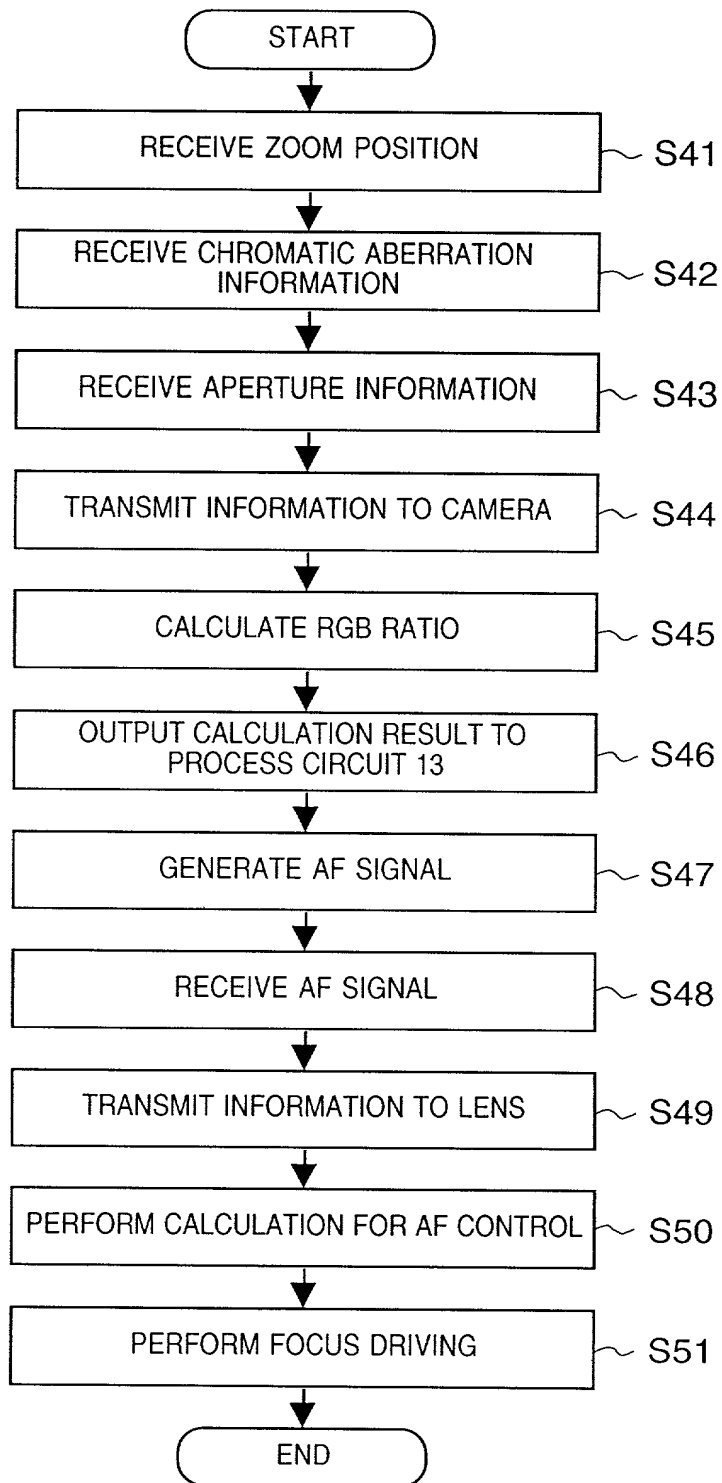 START
RECEIVE ZOOM POSITION
S41
RECEIVE CHROMATIC ABERRATION
INFORMATION
S42
RECEIVE APERTURE INFORMATION
S43
TRANSMIT INFORMATION TO CAMERA
S44
CALCULATE RGB RATIO
S45
OUTPUT CALCULATION RESULT TO
PROCESS CIRCUIT 13
S46
GENERATE AF SIGNAL
S47
RECEIVE AF SIGNAL
S48
TRANSMIT INFORMATION TO LENS
S49
PERFORM CALCULATION FOR AF CONTROL
S50
PERFORM FOCUS DRIVING
S51
END